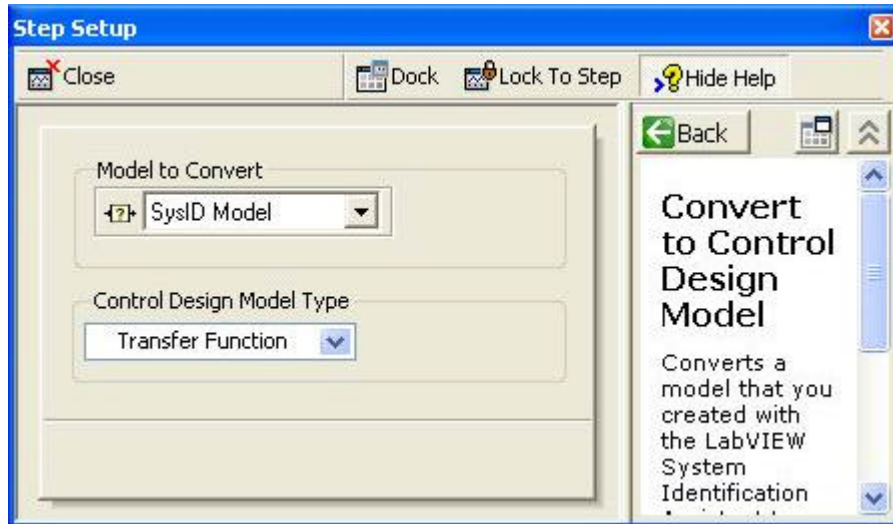 Step Setup
Close
Dock
Lock To Step
Hide Help
Model to Convert
SysID Model
Control Design Model Type
Transfer Function
Back
Convert
to Control
Design
Model
Converts a
model that you
created with
the LabVIEW
System
Identification